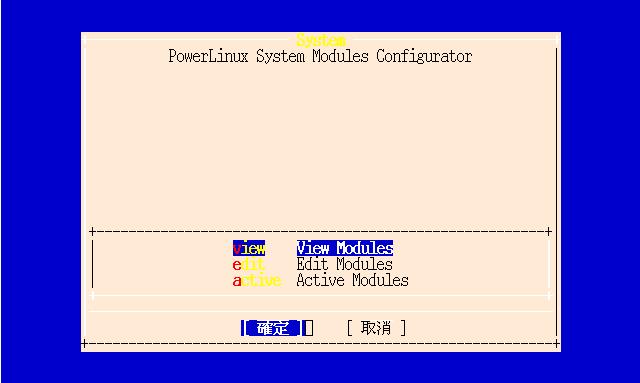 System
PowerLinux System Modules Configurator
view View Modules
edit Edit Modules
active Active Modules
[ 確定 ] [ 取消 ]